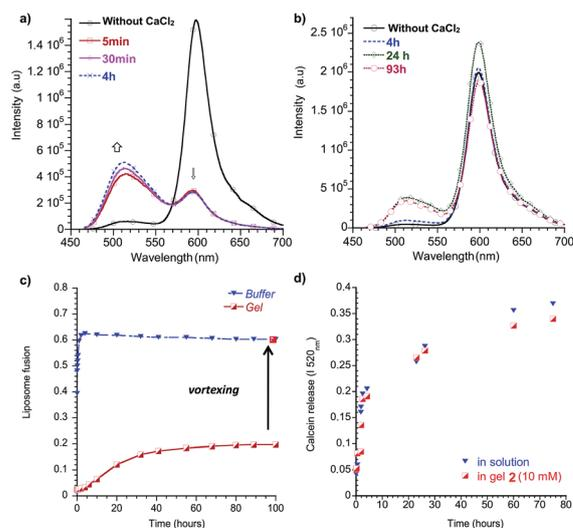 a)
Without CaCl₂
5min
30min
4h
Intensity (a.u)
1.4 10⁶
1.2 10⁶
1 10⁶
8 10⁵
6 10⁵
4 10⁵
2 10⁵
0
450 500 550 600 650 700
Wavelength (nm)
b)
Without CaCl₂
4h
24 h
93h
Intensity (a.u)
2.5 10⁶
2 10⁶
1.5 10⁶
1 10⁶
5 10⁵
0
450 500 550 600 650 700
Wavelength (nm)
c)
Buffer
Gel
Liposome fusion
0.8
0.7
0.6
0.5
0.4
0.3
0.2
0.1
0
vortexing
0 20 40 60 80 100
Time (hours)
d)
Calcein release (I 520nm)
0.4
0.35
0.3
0.25
0.2
0.15
0.1
0.05
0
in solution
in gel 2 (10 mM)
0 10 20 30 40 50 60 70 80
Time (hours)